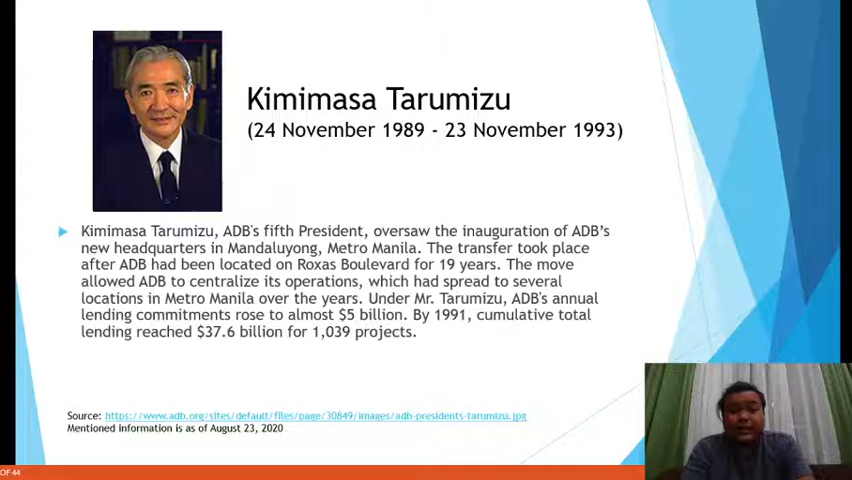 Kimimasa Tarumizu
(24 November 1989 - 23 November 1993)
Kimimasa Tarumizu, ADB's fifth President, oversaw the inauguration of ADB's
new headquarters in Mandaluyong, Metro Manila. The transfer took place
after ADB had been located on Roxas Boulevard for 19 years. The move
allowed ADB to centralize its operations, which had spread to several
locations in Metro Manila over the years. Under Mr. Tarumizu, ADB's annual
lending commitments rose to almost $5 billion. By 1991, cumulative total
lending reached $37.6 billion for 1,039 projects.
Source: https://www.adb.org/sites/default/files/page/30849/images/adb-presidents-tarumizu.jpg
Mentioned information is as of August 23, 2020
OF 44